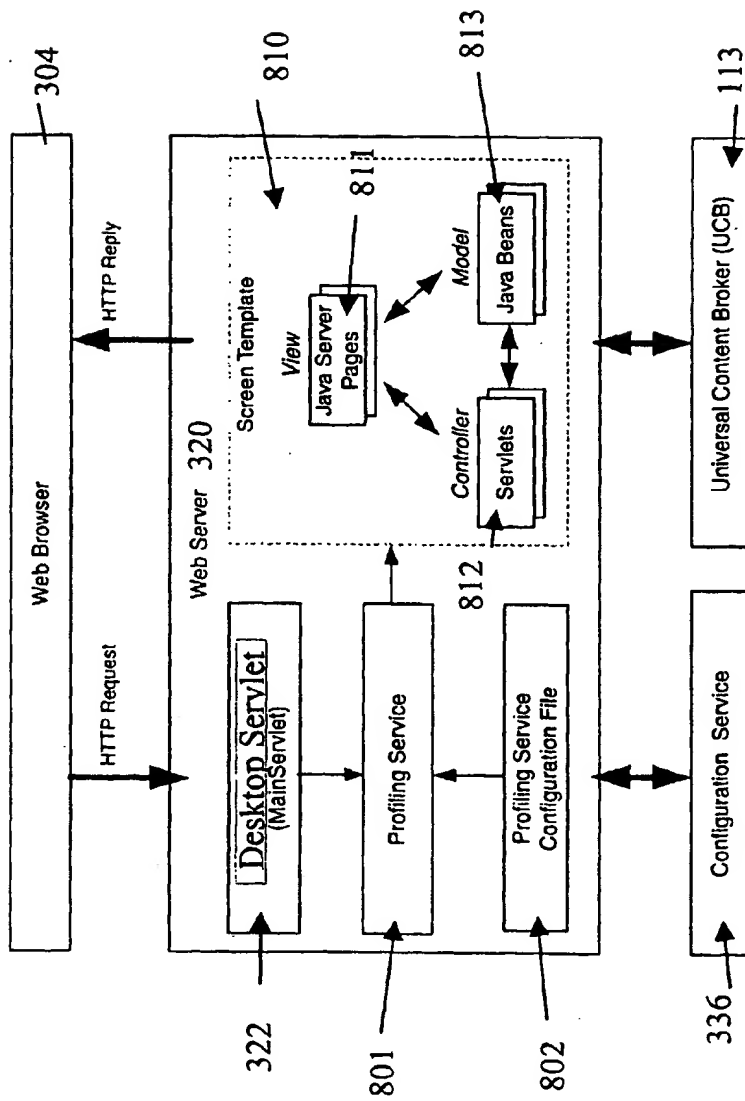 304
Web Browser
HTTP Request
HTTP Reply
Web Server 320
810
322
Desktop Servlet
(MainServlet)
Screen Template
811
View
Java Server
Pages
801
Profiling Service
Controller
Model
813
812
Servlets
Java Beans
802
Profiling Service
Configuration File
336
Configuration Service
Universal Content Broker (UCB)
113